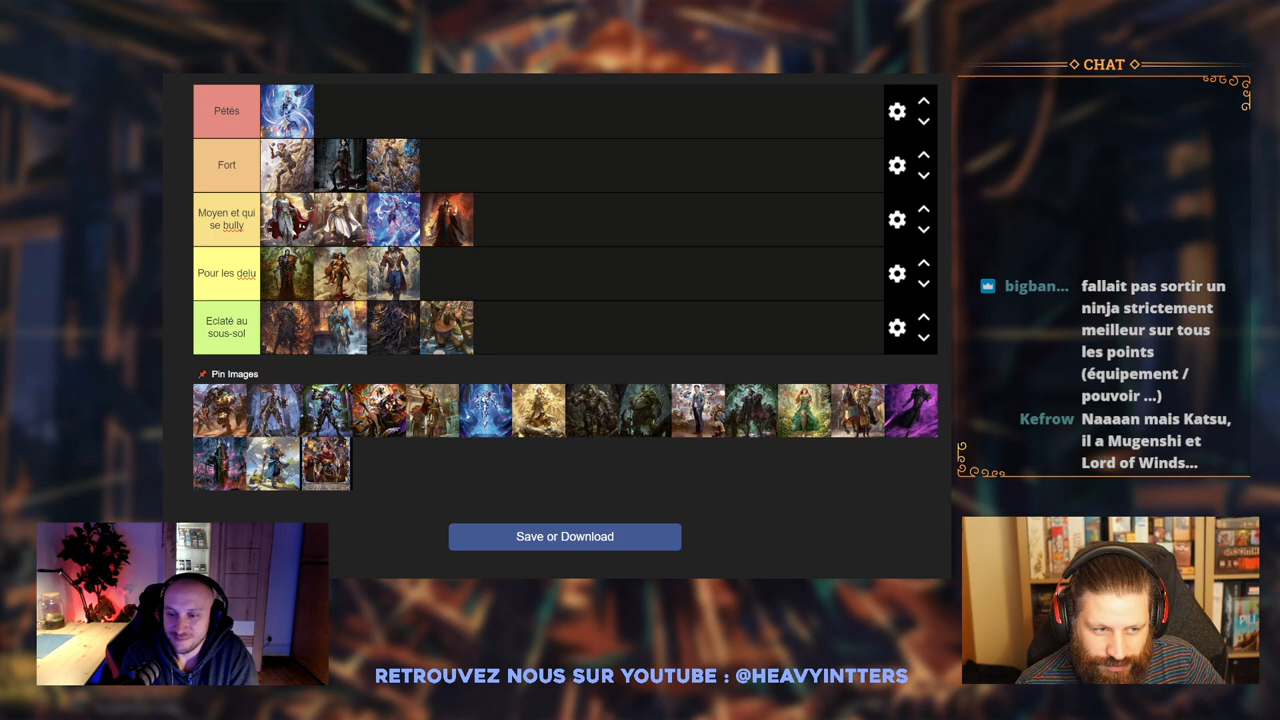 CHAT
Pétés
Fort
Moyen et qui
se bully
Pour les delu
Eclaté au
sous-sol
📌 Pin Images
Save or Download
bigban... fallait pas sortir un
ninja strictement
meilleur sur tous
les points
(équipement /
pouvoir ...)
Kefrow Naaaan mais Katsu,
il a Mugenshi et
Lord of Winds...
RETROUVEZ NOUS SUR YOUTUBE : @HEAVYINTTERS